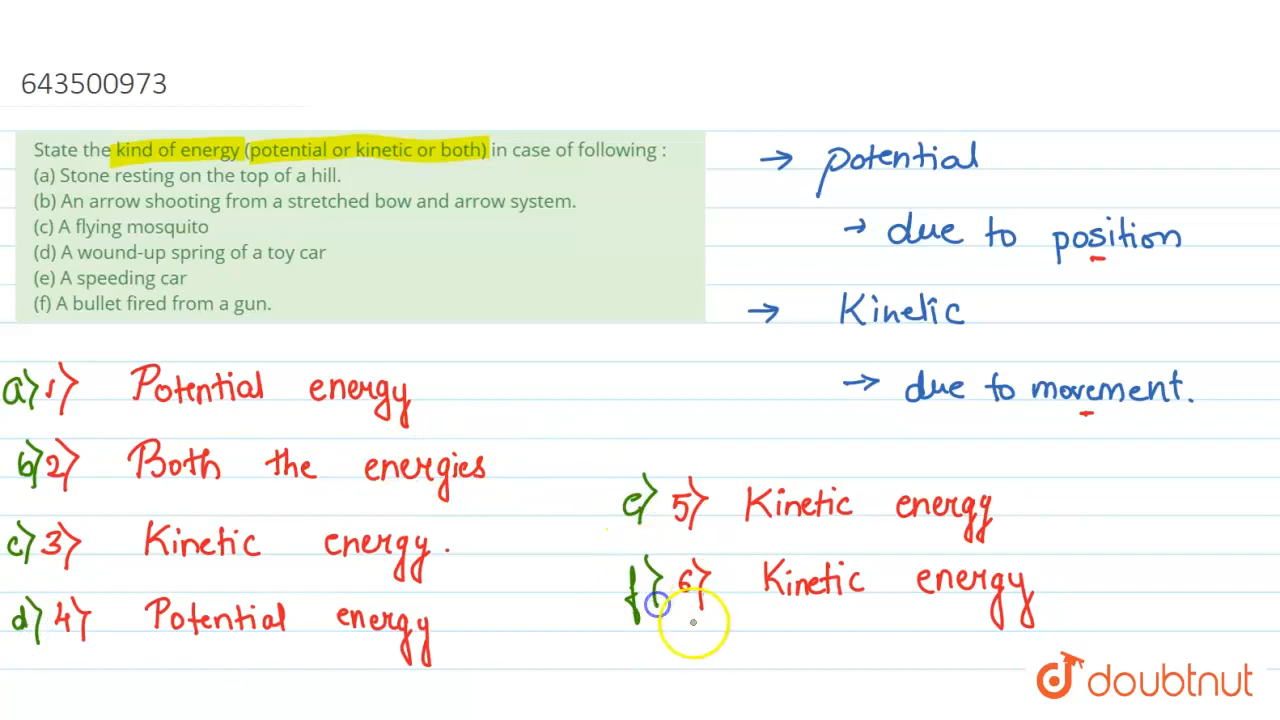 643500973
State the kind of energy (potential or kinetic or both) in case of following :
(a) Stone resting on the top of a hill.
(b) An arrow shooting from a stretched bow and arrow system.
(c) A flying mosquito
(d) A wound-up spring of a toy car
(e) A speeding car
(f) A bullet fired from a gun.
→ potential
→ due to position
→ Kinetic
→ due to movement.
a) 1) Potential energy
b) 2) Both the energies
c) 3) Kinetic energy.
d) 4) Potential energy
e) 5) Kinetic energy
f) 6) Kinetic energy
doubtnut